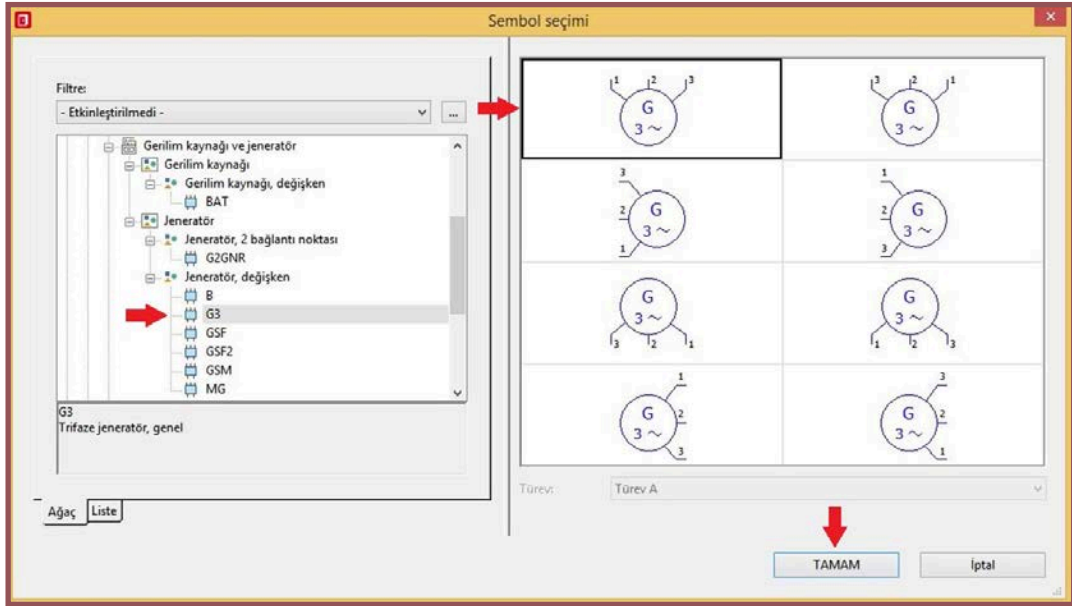 Sembol seçimi
Filtre:
- Etkinleştirilmedi -
...
Gerilim kaynağı ve jeneratör
Gerilim kaynağı
Gerilim kaynağı, değişken
BAT
Jeneratör
Jeneratör, 2 bağlantı noktası
G2GNR
Jeneratör, değişken
B
G3
GSF
GSF2
GSM
MG
G3
Trifaze jeneratör, genel
Ağaç
Liste
1 2 3
G
3 ~
3 2 1
G
3 ~
3
2
1
G
3 ~
1
2
3
G
3 ~
G
3 ~
3 2 1
G
3 ~
1 2 3
1
2
3
G
3 ~
3
2
1
G
3 ~
Türev:
Türev A
TAMAM
İptal